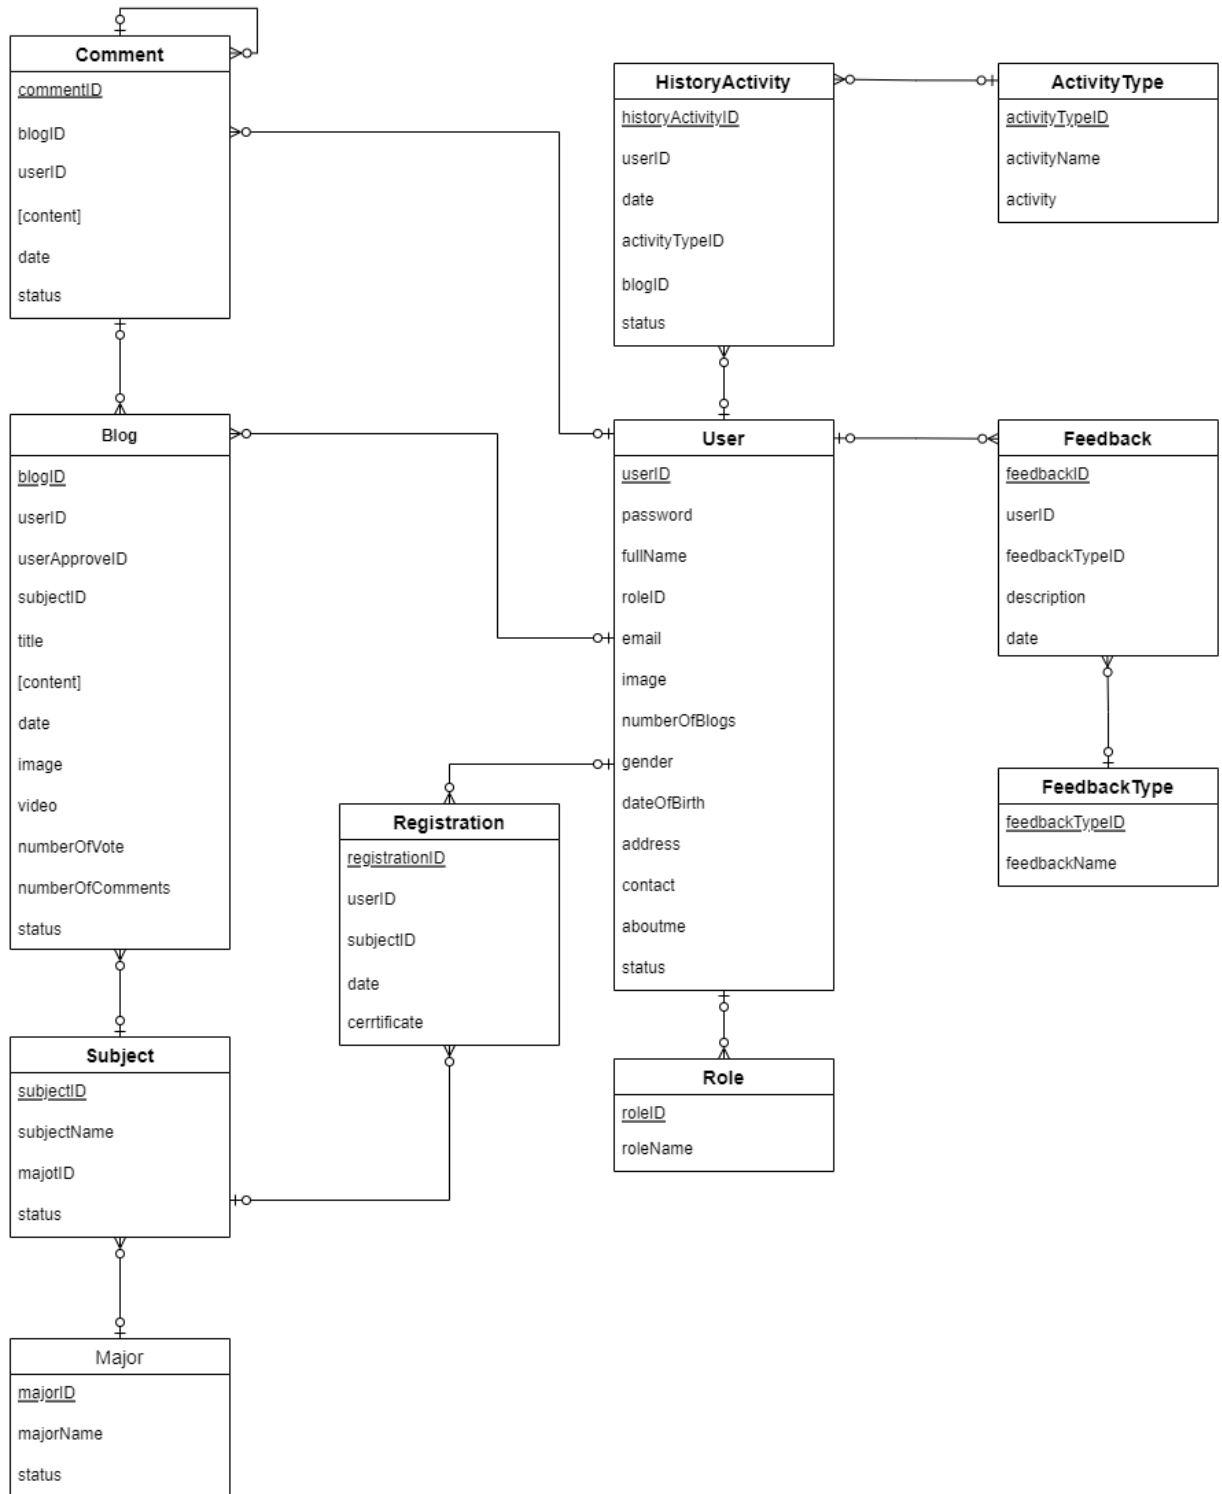 Comment
commentID
blogID
userID
[content]
date
status
HistoryActivity
historyActivityID
userID
date
activityTypeID
blogID
status
ActivityType
activityTypeID
activityName
activity
Blog
blogID
userID
userApproveID
subjectID
title
[content]
date
image
video
numberOfVote
numberOfComments
status
User
userID
password
fullName
roleID
email
image
numberOfBlogs
gender
dateOfBirth
address
contact
aboutme
status
Feedback
feedbackID
userID
feedbackTypeID
description
date
FeedbackType
feedbackTypeID
feedbackName
Registration
registrationID
userID
subjectID
date
cerrtificate
Subject
subjectID
subjectName
majotID
status
Role
roleID
roleName
Major
majorID
majorName
status